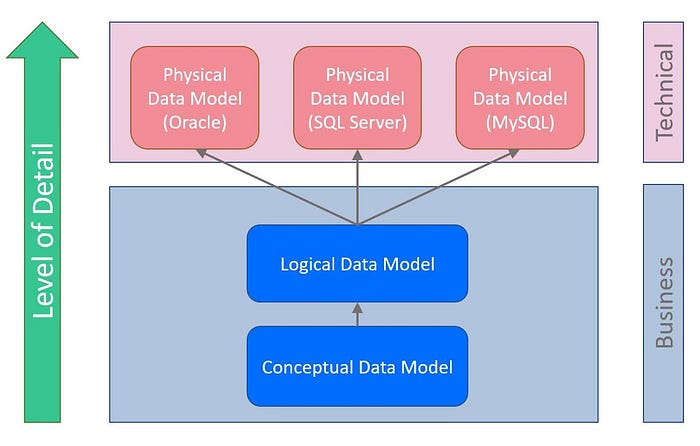 Level of Detail
Physical
Data Model
(Oracle)
Physical
Data Model
(SQL Server)
Physical
Data Model
(MySQL)
Technical
Logical Data Model
Conceptual Data Model
Business